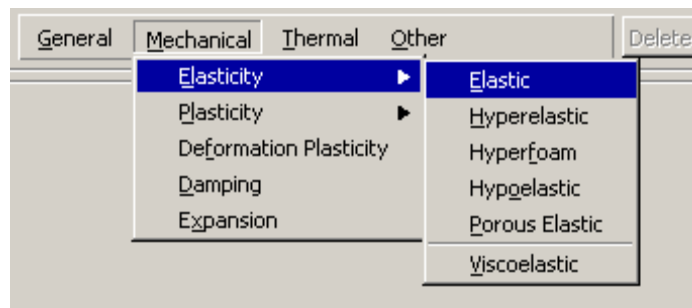 General Mechanical Thermal Other Delete
Elasticity
Plasticity
Deformation Plasticity
Damping
Expansion
Elastic
Hyperelastic
Hyperfoam
Hypoelastic
Porous Elastic
Viscoelastic